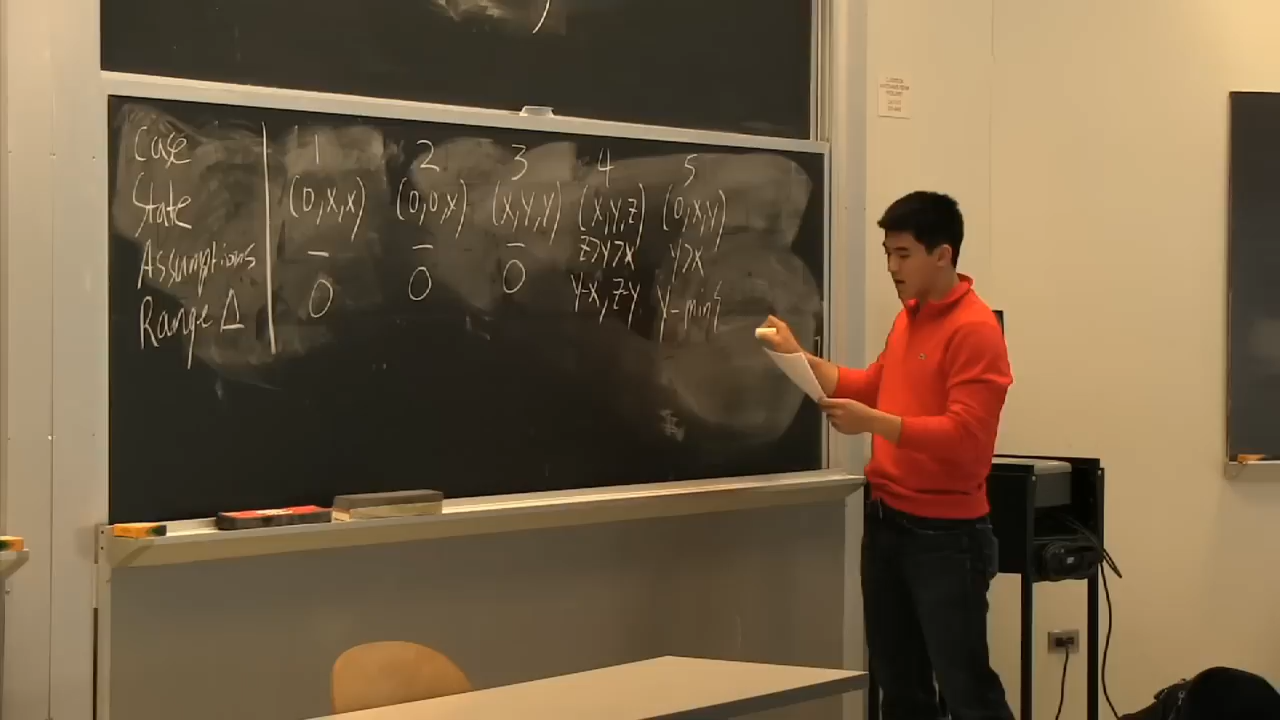 Case 1 2 3 4 5
State (0,x,x) (0,0,x) (x,y,y) (x,y,z) (0,x,y)
Assumptions – – – z>y>x y>x
Range Δ 0 0 0 y-x, z-y y-min{